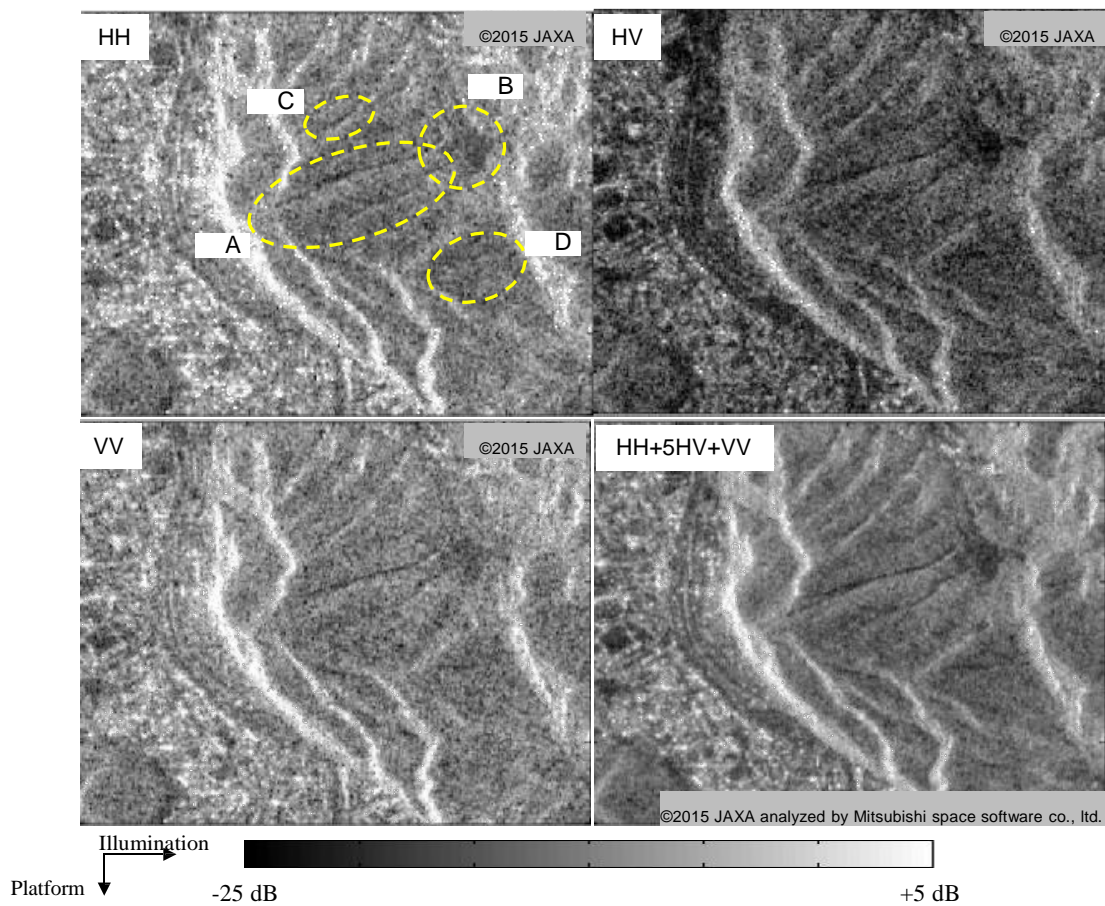 HH
©2015 JAXA
HV
©2015 JAXA
C
B
A
D
VV
©2015 JAXA
HH+5HV+VV
©2015 JAXA analyzed by Mitsubishi space software co., ltd.
Illumination
Platform
-25 dB
+5 dB